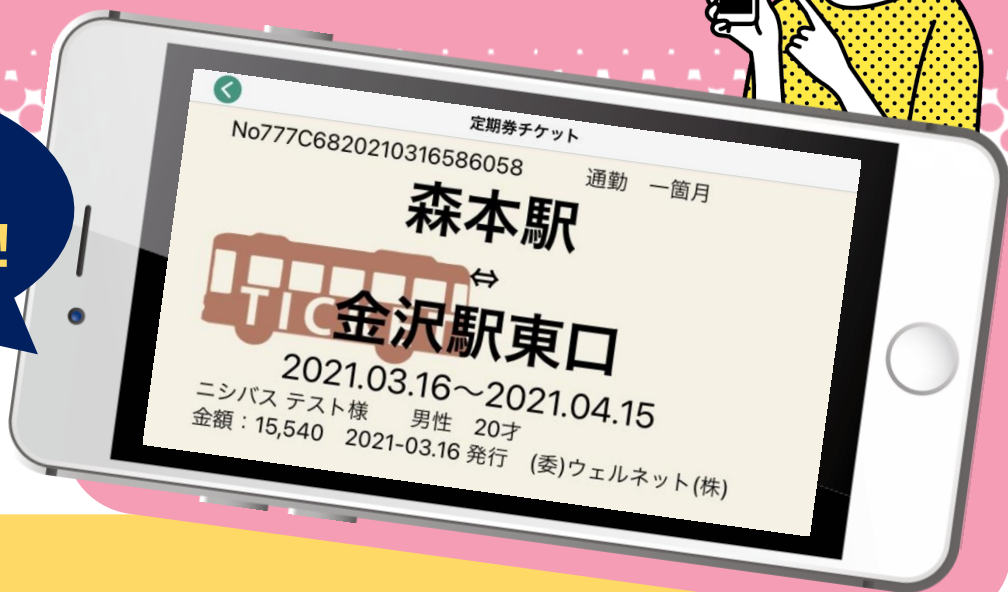 定期券チケット
No777C6820210316586058 通勤 一箇月
森本駅
⇔
金沢駅東口
2021.03.16～2021.04.15
ニシバス テスト様 男性 20才
金額：15,540 2021-03.16 発行 (委)ウェルネット(株)
!